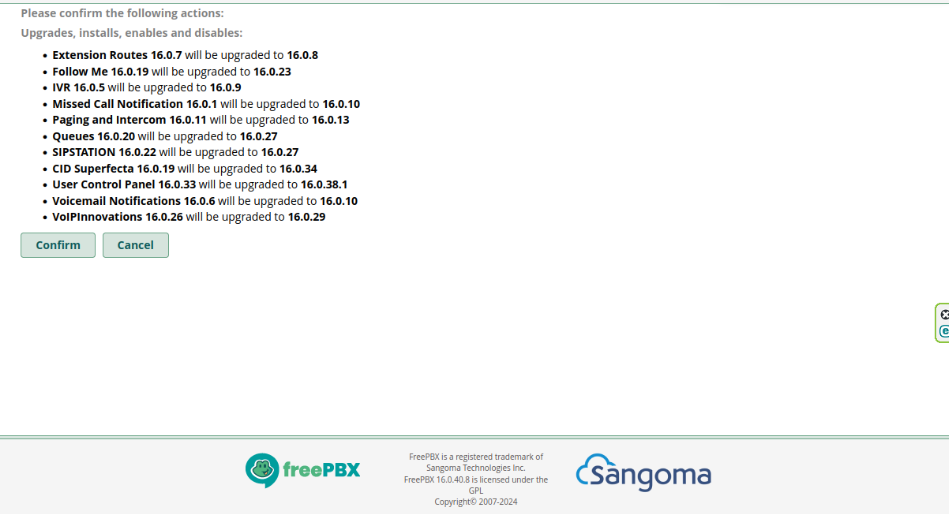 Please confirm the following actions:
Upgrades, installs, enables and disables:
Extension Routes 16.0.7 will be upgraded to 16.0.8
Follow Me 16.0.19 will be upgraded to 16.0.23
IVR 16.0.5 will be upgraded to 16.0.9
Missed Call Notification 16.0.1 will be upgraded to 16.0.10
Paging and Intercom 16.0.11 will be upgraded to 16.0.13
Queues 16.0.20 will be upgraded to 16.0.27
SIPSTATION 16.0.22 will be upgraded to 16.0.27
CID Superfecta 16.0.19 will be upgraded to 16.0.34
User Control Panel 16.0.33 will be upgraded to 16.0.38.1
Voicemail Notifications 16.0.6 will be upgraded to 16.0.10
VoIPInnovations 16.0.26 will be upgraded to 16.0.29
Confirm Cancel
freePBX
FreePBX is a registered trademark of
Sangoma Technologies Inc.
FreePBX 16.0.40.8 is licensed under the
GPL
Copyright© 2007-2024
Sangoma